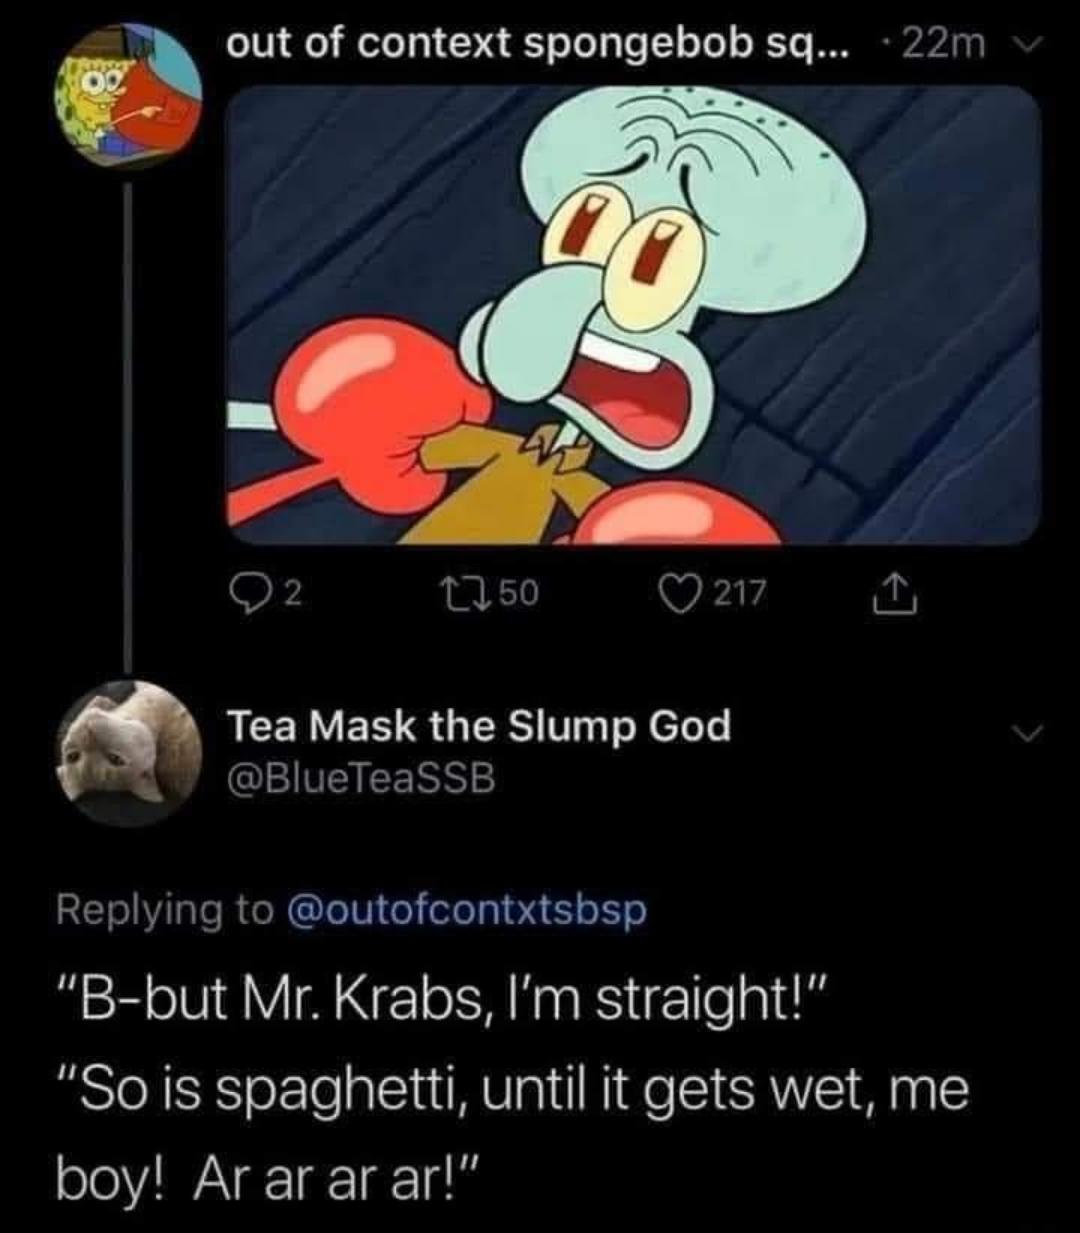 out of context spongebob sq... · 22m
2 50 217
Tea Mask the Slump God
@BlueTeaSSB
Replying to @outofcontxtsbsp
"B-but Mr. Krabs, I'm straight!"
"So is spaghetti, until it gets wet, me
boy!  Ar ar ar ar!"